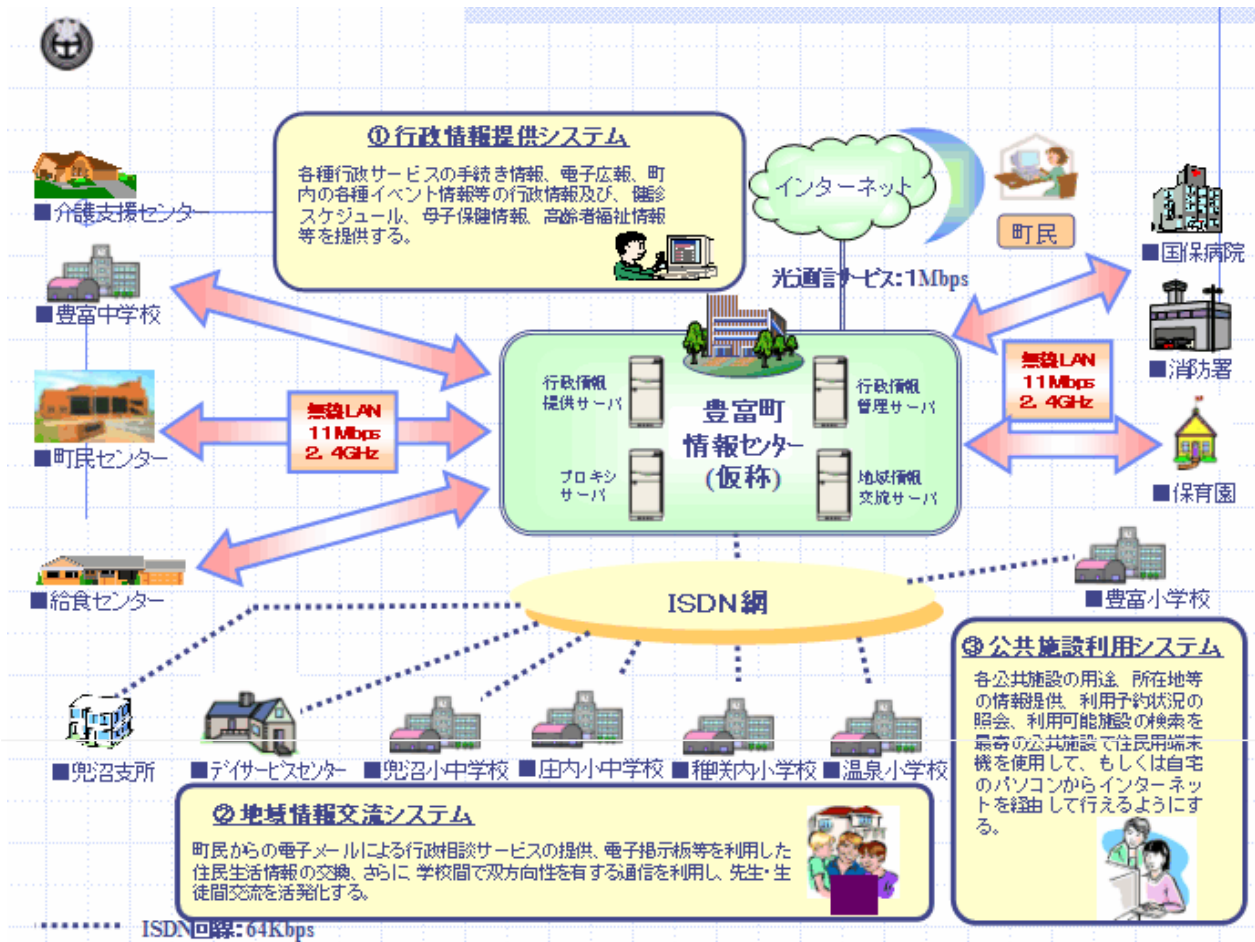 ①行政情報提供システム
各種行政サービスの手続き情報、電子広報、町
内の各種イベント情報等の行政情報及び、健診
スケジュール、母子保健情報、高齢者福祉情報
等を提供する。
インターネット
町民
光通信サービス:1Mbps
■介護支援センター
■豊富中学校
■町民センター
■給食センター
無線LAN
11Mbps
2.4GHz
行政情報
提供サーバ
行政情報
管理サーバ
豊富町
情報センター
(仮称)
プロキシ
サーバ
地域情報
交流サーバ
無線LAN
11Mbps
2.4GHz
■国保病院
■消防署
■保育園
ISDN網
■豊富小学校
■兜沼支所
■デイサービスセンター
■兜沼小中学校
■庄内小中学校
■稚咲内小学校
■温泉小学校
②地域情報交流システム
町民からの電子メールによる行政相談サービスの提供、電子掲示板等を利用した
住民生活情報の交換、さらに、学校間で双方向性を有する通信を利用し、先生・生
徒間交流を活発化する。
③公共施設利用システム
各公共施設の用途、所在地等
の情報提供、利用予約状況の
照会、利用可能施設の検索を
最寄の公共施設で住民用端末
機を使用して、もしくは自宅
のパソコンからインターネッ
トを経由して行えるようにす
る。
ISDN回線:64Kbps